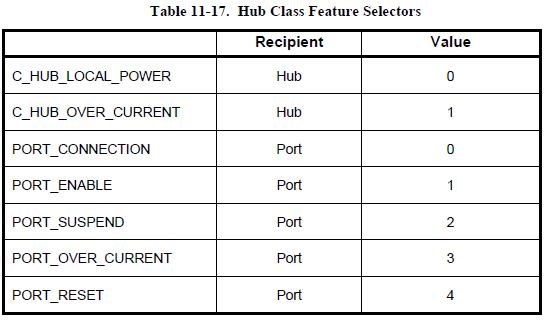 Table 11-17. Hub Class Feature Selectors
Recipient Value
C_HUB_LOCAL_POWER Hub 0
C_HUB_OVER_CURRENT Hub 1
PORT_CONNECTION Port 0
PORT_ENABLE Port 1
PORT_SUSPEND Port 2
PORT_OVER_CURRENT Port 3
PORT_RESET Port 4